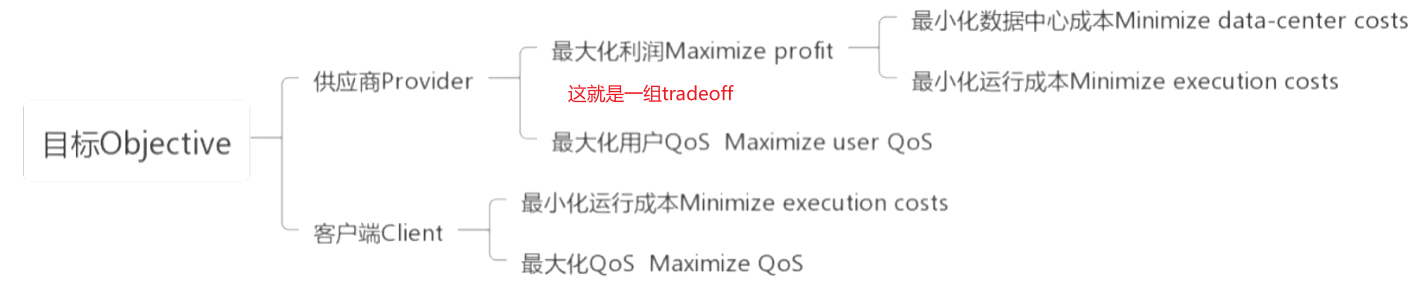 目标Objective
供应商Provider
最大化利润Maximize profit
最小化数据中心成本Minimize data-center costs
最小化运行成本Minimize execution costs
这就是一组tradeoff
最大化用户QoS Maximize user QoS
客户端Client
最小化运行成本Minimize execution costs
最大化QoS Maximize QoS